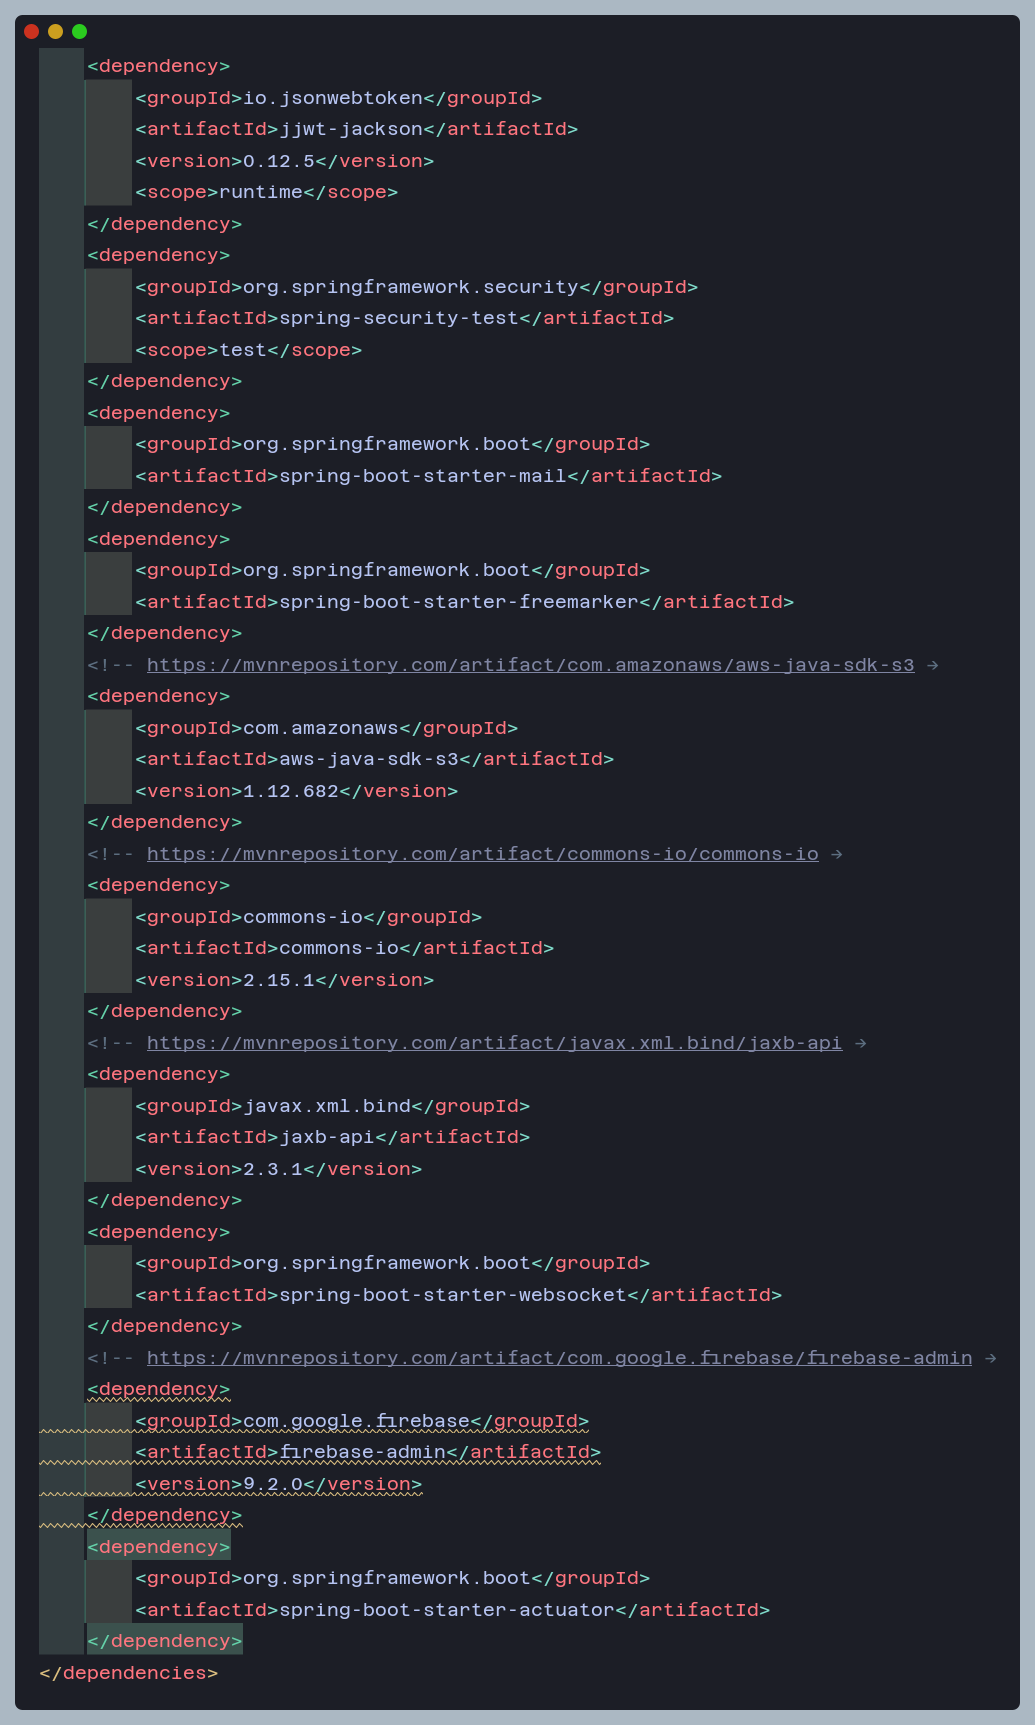 <dependency>
<groupId>io.jsonwebtoken</groupId>
<artifactId>jjwt-jackson</artifactId>
<version>0.12.5</version>
<scope>runtime</scope>
</dependency>
<dependency>
<groupId>org.springframework.security</groupId>
<artifactId>spring-security-test</artifactId>
<scope>test</scope>
</dependency>
<dependency>
<groupId>org.springframework.boot</groupId>
<artifactId>spring-boot-starter-mail</artifactId>
</dependency>
<dependency>
<groupId>org.springframework.boot</groupId>
<artifactId>spring-boot-starter-freemarker</artifactId>
</dependency>
<!-- https://mvnrepository.com/artifact/com.amazonaws/aws-java-sdk-s3 →
<dependency>
<groupId>com.amazonaws</groupId>
<artifactId>aws-java-sdk-s3</artifactId>
<version>1.12.682</version>
</dependency>
<!-- https://mvnrepository.com/artifact/commons-io/commons-io →
<dependency>
<groupId>commons-io</groupId>
<artifactId>commons-io</artifactId>
<version>2.15.1</version>
</dependency>
<!-- https://mvnrepository.com/artifact/javax.xml.bind/jaxb-api →
<dependency>
<groupId>javax.xml.bind</groupId>
<artifactId>jaxb-api</artifactId>
<version>2.3.1</version>
</dependency>
<dependency>
<groupId>org.springframework.boot</groupId>
<artifactId>spring-boot-starter-websocket</artifactId>
</dependency>
<!-- https://mvnrepository.com/artifact/com.google.firebase/firebase-admin →
<dependency>
<groupId>com.google.firebase</groupId>
<artifactId>firebase-admin</artifactId>
<version>9.2.0</version>
</dependency>
<dependency>
<groupId>org.springframework.boot</groupId>
<artifactId>spring-boot-starter-actuator</artifactId>
</dependency>
</dependencies>